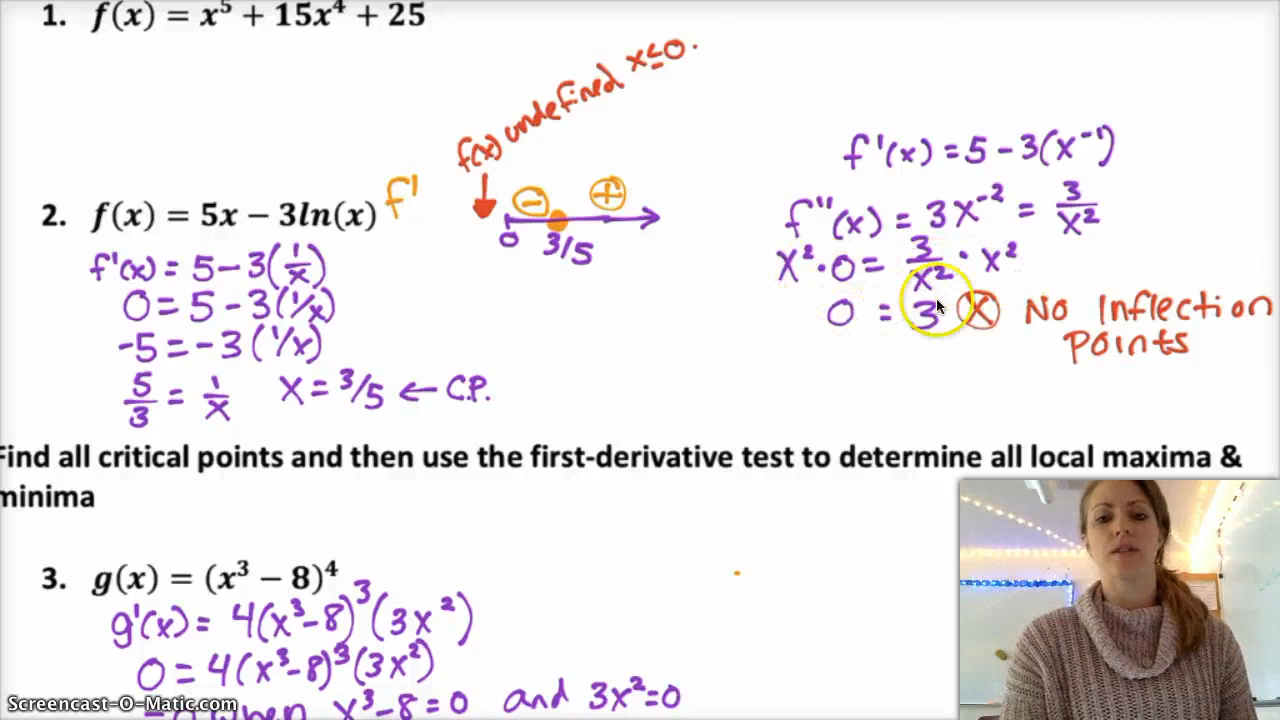 1. f(x) = x⁵ + 15x⁴ + 25
f(x) undefined x≤0.
2. f(x) = 5x − 3ln(x) f'
− +
0 3/5
f'(x) = 5 − 3(1/x)
0 = 5 − 3(1/x)
-5 = -3(1/x)
5/3 = 1/x x = 3/5 ← C.P.
f'(x) = 5 − 3(x⁻¹)
f''(x) = 3x⁻² = 3/x²
x² · 0 = 3/x² · x²
0 = 3 X No Inflection
Points
Find all critical points and then use the first-derivative test to determine all local maxima &
minima
3. g(x) = (x³ − 8)⁴
g'(x) = 4(x³-8)³(3x²)
0 = 4(x³-8)³(3x²)
=0 when x³-8=0 and 3x²=0
Screencast-O-Matic.com